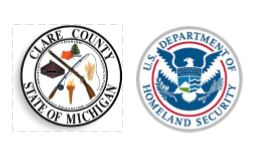 CLARE COUNTY
STATE OF MICHIGAN
U.S. DEPARTMENT OF
HOMELAND SECURITY